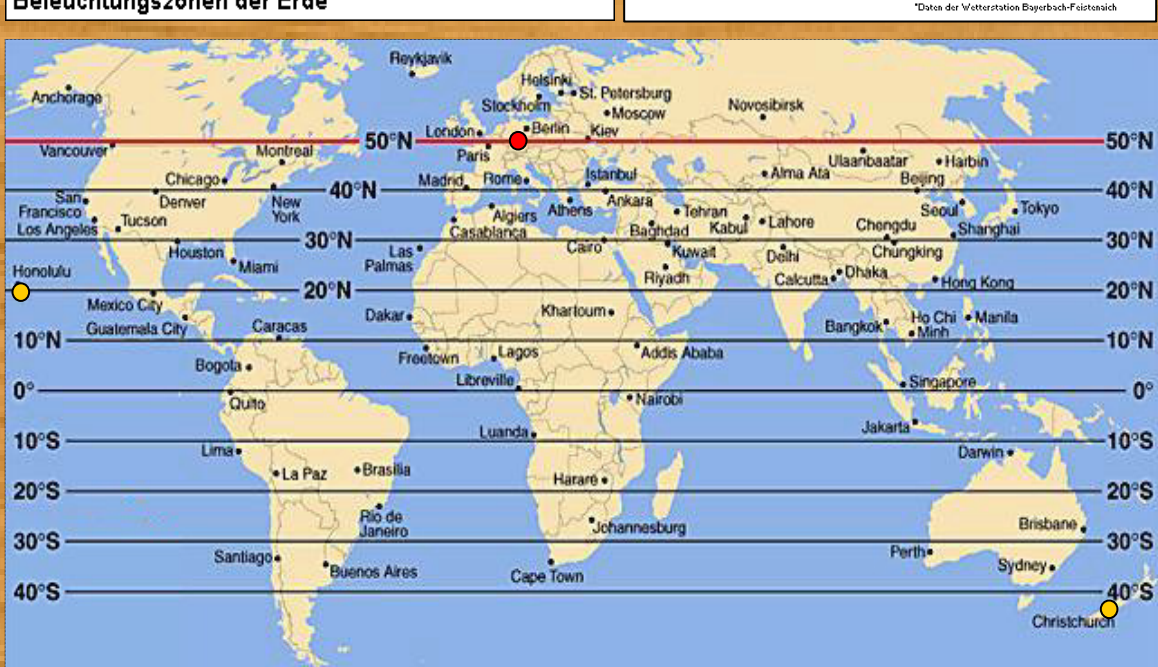 Beleuchtungszonen der Erde
*Daten der Wetterstation Bayerbach-Feistenaich
Reykjavik
Anchorage
Helsinki
St. Petersburg
Stockholm
Moscow
Novosibirsk
London
Berlin
Kiev
50°N
50°N
Vancouver
Montreal
Paris
Ulaanbaatar
Harbin
Chicago
Madrid
Rome
Istanbul
Alma Ata
Beijing
40°N
40°N
Denver
San
Francisco
New
York
Ankara
Los Angeles
Tucson
Algiers
Athens
Tehran
Kabul
Lahore
Seoul
Tokyo
Casablanca
Baghdad
Chengdu
Shanghai
30°N
30°N
Houston
Miami
Las
Palmas
Cairo
Kuwait
Delhi
Chungking
Honolulu
Riyadh
Calcutta
Dhaka
Hong Kong
20°N
20°N
Mexico City
Guatemala City
Caracas
Dakar
Khartoum
Bangkok
Ho Chi
Minh
Manila
10°N
10°N
Bogota
Freetown
Lagos
Addis Ababa
Libreville
Singapore
0°
0°
Quito
Nairobi
Luanda
Jakarta
10°S
10°S
Lima
La Paz
Brasilia
Harare
Darwin
20°S
20°S
Rio de
Janeiro
Johannesburg
Brisbane
30°S
30°S
Santiago
Buenos Aires
Cape Town
Perth
Sydney
40°S
40°S
Christchurch